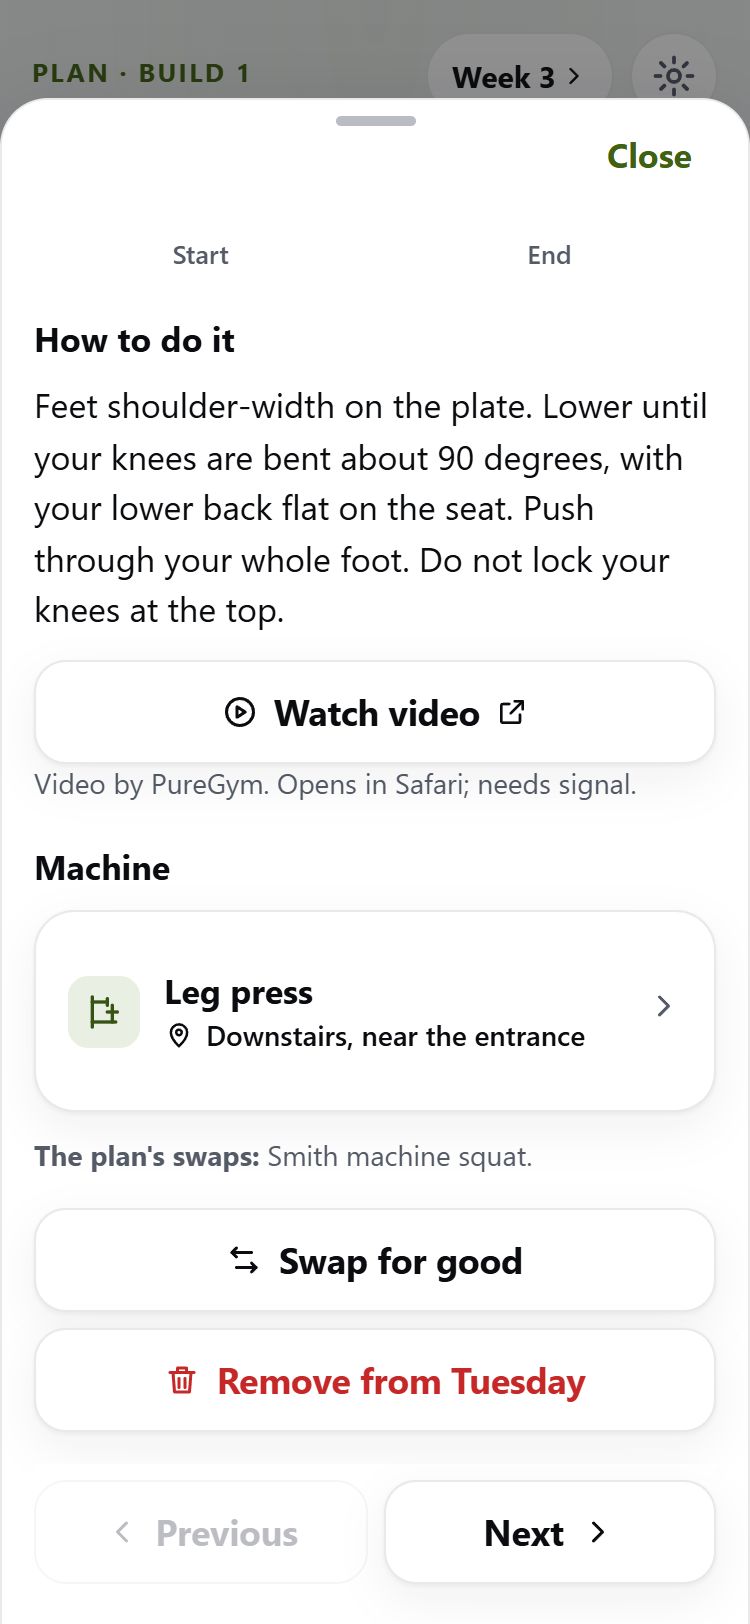 PLAN · BUILD 1
Week 3
Close
Start
End
How to do it
Feet shoulder-width on the plate. Lower until
your knees are bent about 90 degrees, with
your lower back flat on the seat. Push
through your whole foot. Do not lock your
knees at the top.
Watch video
Video by PureGym. Opens in Safari; needs signal.
Machine
Leg press
Downstairs, near the entrance
The plan's swaps: Smith machine squat.
Swap for good
Remove from Tuesday
Previous
Next